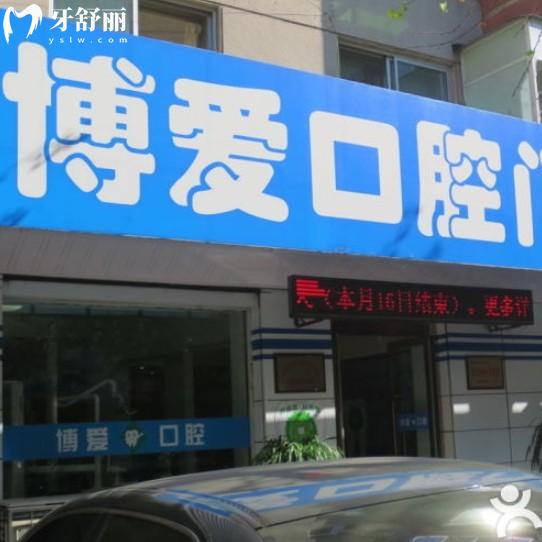 牙舒丽
yslw.com
博爱口腔门
(本月16日结束)。更多详
博爱 口腔